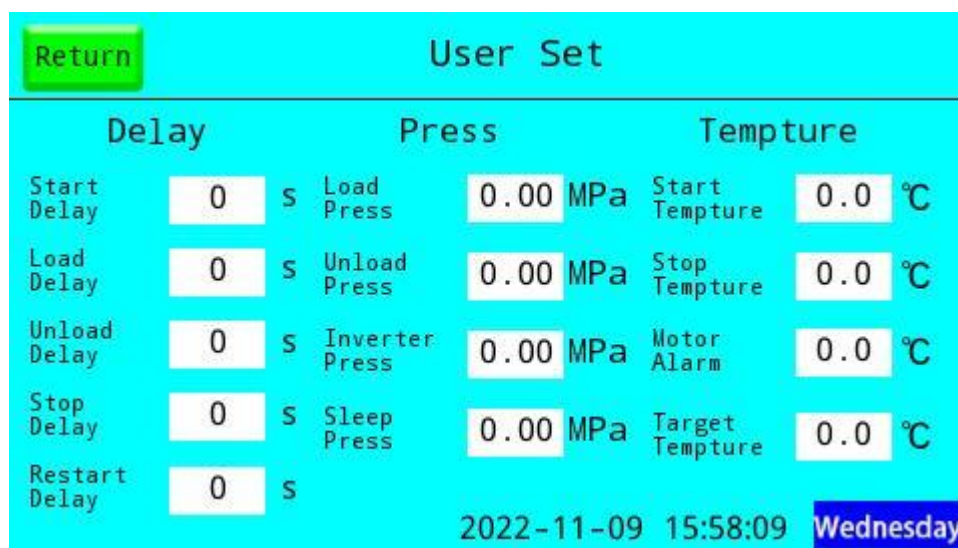 Return
User Set
Delay
Press
Tempture
Start
Delay
0 s
Load
Press
0.00 MPa
Start
Tempture
0.0 ℃
Load
Delay
0 s
Unload
Press
0.00 MPa
Stop
Tempture
0.0 ℃
Unload
Delay
0 s
Inverter
Press
0.00 MPa
Motor
Alarm
0.0 ℃
Stop
Delay
0 s
Sleep
Press
0.00 MPa
Target
Tempture
0.0 ℃
Restart
Delay
0 s
2022-11-09 15:58:09 Wednesday